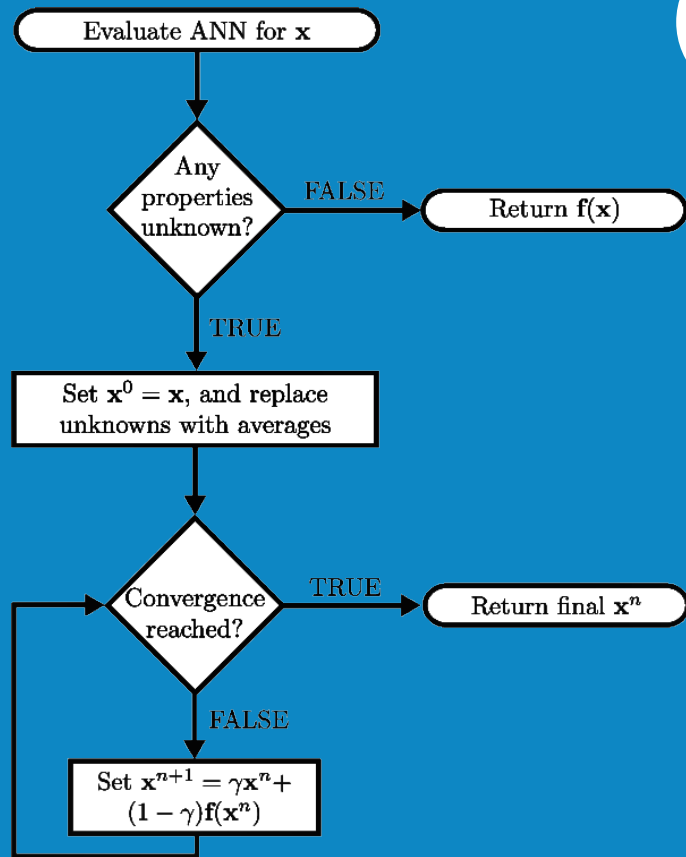 Evaluate ANN for x
Any
properties
unknown?
FALSE
Return f(x)
TRUE
Set x⁰ = x, and replace
unknowns with averages
Convergence
reached?
TRUE
Return final xⁿ
FALSE
Set xⁿ⁺¹ = γxⁿ+
(1 − γ)f(xⁿ)